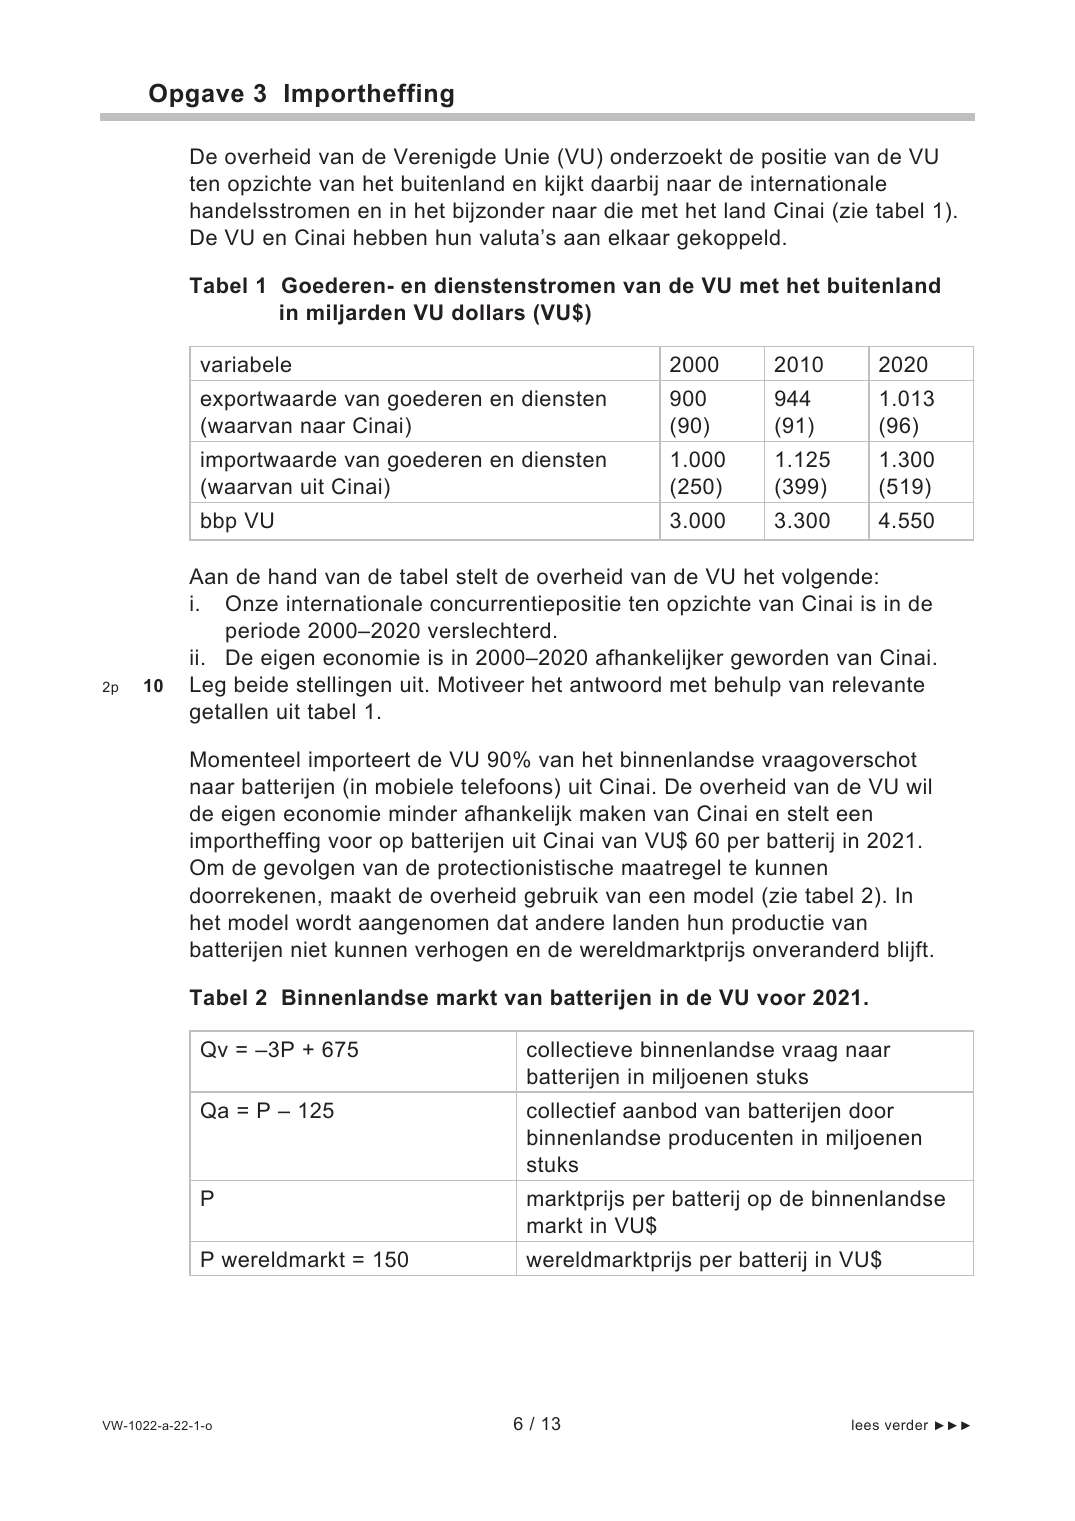 Opgave 3 Importheffing
De overheid van de Verenigde Unie (VU) onderzoekt de positie van de VU
ten opzichte van het buitenland en kijkt daarbij naar de internationale
handelsstromen en in het bijzonder naar die met het land Cinai (zie tabel 1).
De VU en Cinai hebben hun valuta’s aan elkaar gekoppeld.
Tabel 1 Goederen- en dienstenstromen van de VU met het buitenland
in miljarden VU dollars (VU$)
variabele 2000 2010 2020
exportwaarde van goederen en diensten 900 944 1.013
(waarvan naar Cinai) (90) (91) (96)
importwaarde van goederen en diensten 1.000 1.125 1.300
(waarvan uit Cinai) (250) (399) (519)
bbp VU 3.000 3.300 4.550
Aan de hand van de tabel stelt de overheid van de VU het volgende:
i. Onze internationale concurrentiepositie ten opzichte van Cinai is in de
periode 2000–2020 verslechterd.
ii. De eigen economie is in 2000–2020 afhankelijker geworden van Cinai.
2p 10 Leg beide stellingen uit. Motiveer het antwoord met behulp van relevante
getallen uit tabel 1.
Momenteel importeert de VU 90% van het binnenlandse vraagoverschot
naar batterijen (in mobiele telefoons) uit Cinai. De overheid van de VU wil
de eigen economie minder afhankelijk maken van Cinai en stelt een
importheffing voor op batterijen uit Cinai van VU$ 60 per batterij in 2021.
Om de gevolgen van de protectionistische maatregel te kunnen
doorrekenen, maakt de overheid gebruik van een model (zie tabel 2). In
het model wordt aangenomen dat andere landen hun productie van
batterijen niet kunnen verhogen en de wereldmarktprijs onveranderd blijft.
Tabel 2 Binnenlandse markt van batterijen in de VU voor 2021.
Qv = –3P + 675 collectieve binnenlandse vraag naar
batterijen in miljoenen stuks
Qa = P – 125 collectief aanbod van batterijen door
binnenlandse producenten in miljoenen
stuks
P marktprijs per batterij op de binnenlandse
markt in VU$
P wereldmarkt = 150 wereldmarktprijs per batterij in VU$
VW-1022-a-22-1-o 6 / 13 lees verder ►►►